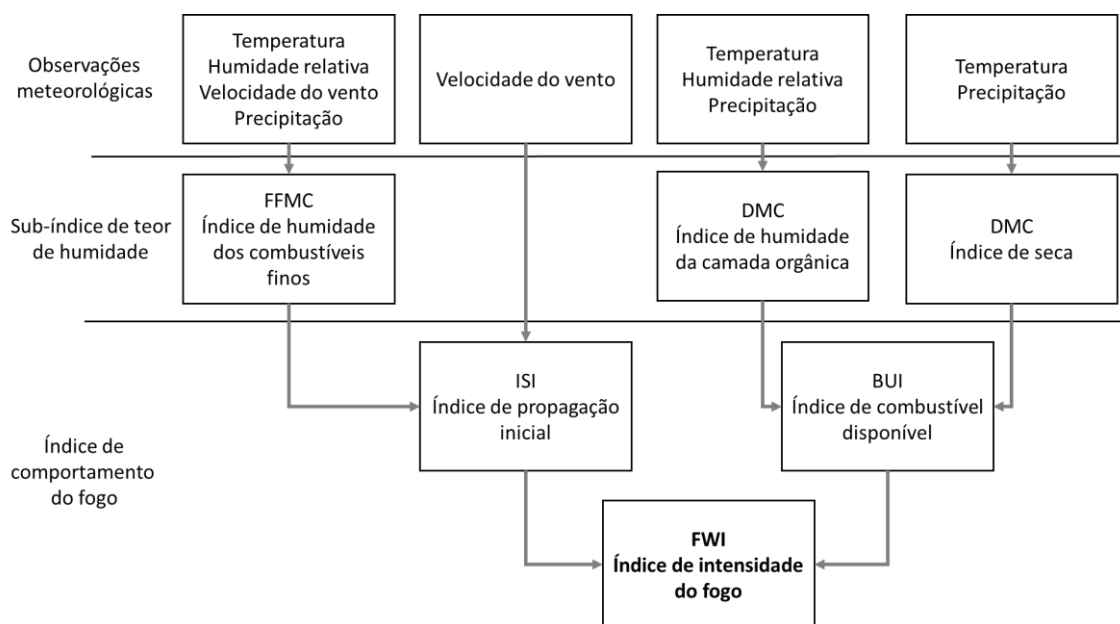 Observações
meteorológicas
Temperatura
Humidade relativa
Velocidade do vento
Precipitação
Velocidade do vento
Temperatura
Humidade relativa
Precipitação
Temperatura
Precipitação
Sub-índice de teor
de humidade
FFMC
Índice de humidade
dos combustíveis
finos
DMC
Índice de humidade
da camada orgânica
DMC
Índice de seca
Índice de
comportamento
do fogo
ISI
Índice de propagação
inicial
BUI
Índice de combustível
disponível
FWI
Índice de intensidade
do fogo